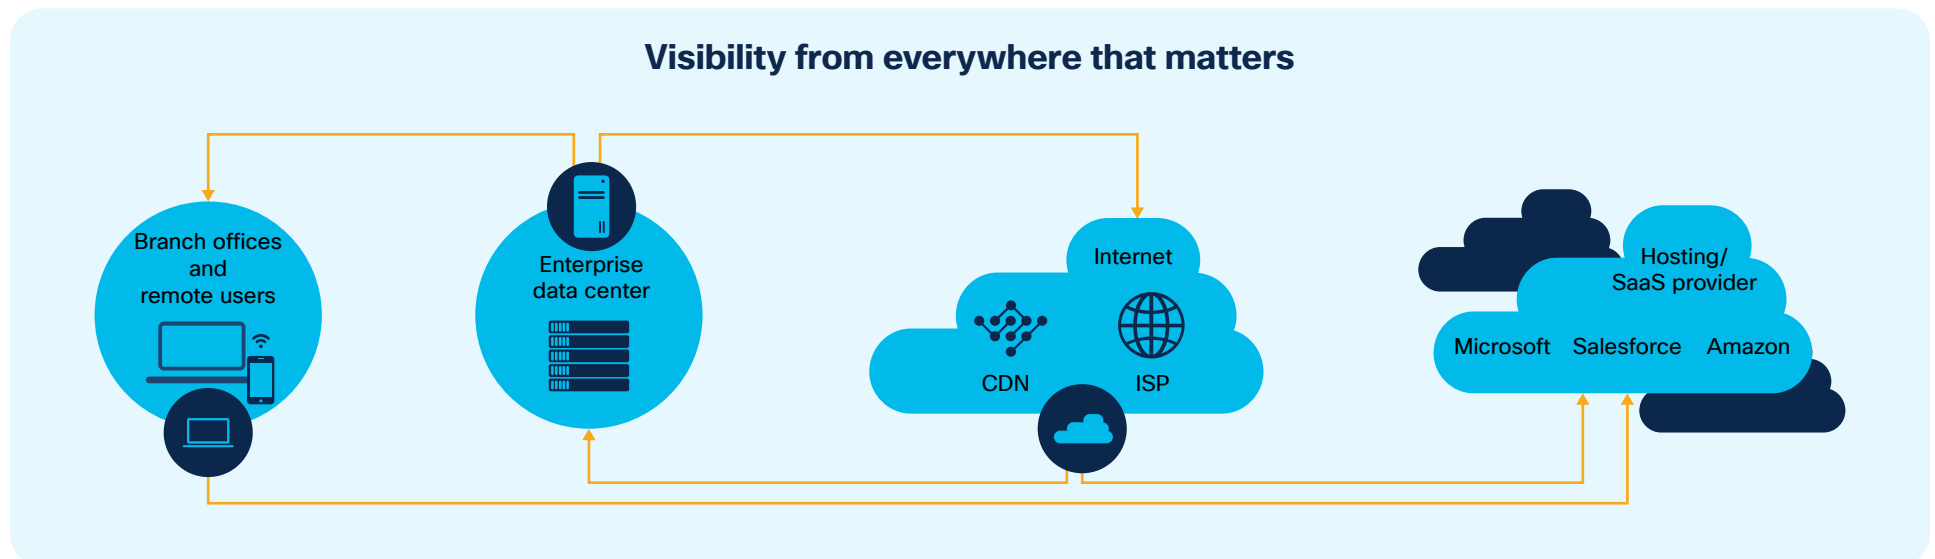 Visibility from everywhere that matters
Branch offices
and
remote users
Enterprise
data center
Internet
CDN
ISP
Hosting/
SaaS provider
Microsoft
Salesforce
Amazon